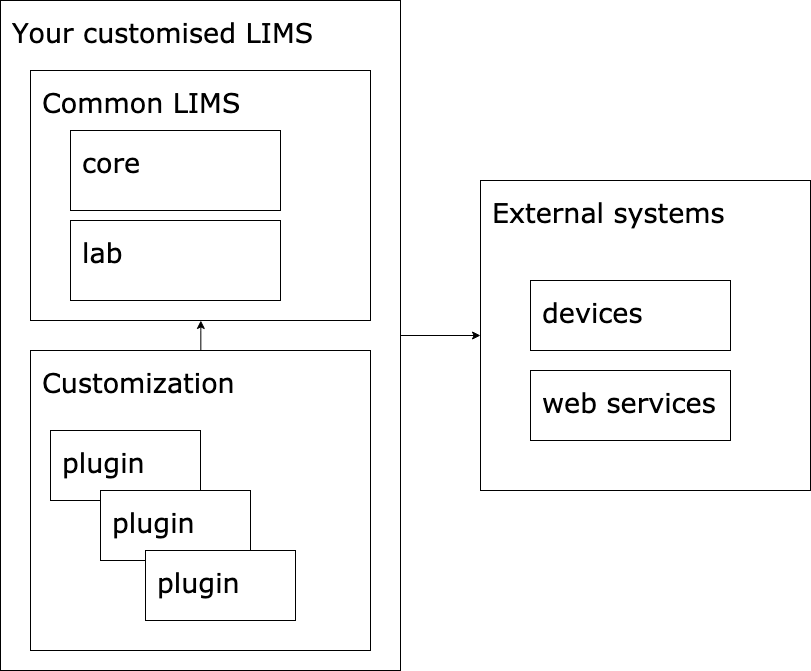 Your customised LIMS
Common LIMS
core
lab
Customization
plugin
plugin
plugin
External systems
devices
web services